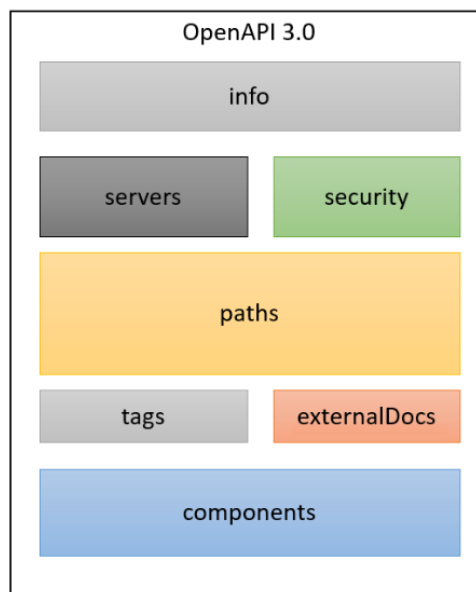 OpenAPI 3.0
info
servers
security
paths
tags
externalDocs
components